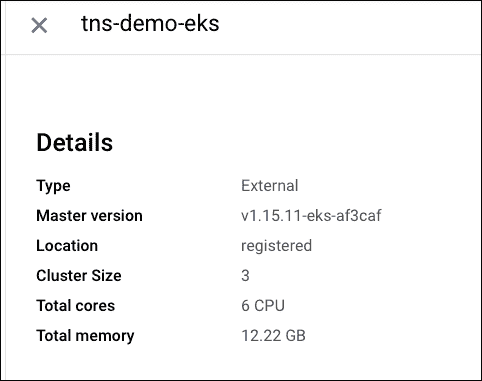 tns-demo-eks
Details
Type External
Master version v1.15.11-eks-af3caf
Location registered
Cluster Size 3
Total cores 6 CPU
Total memory 12.22 GB